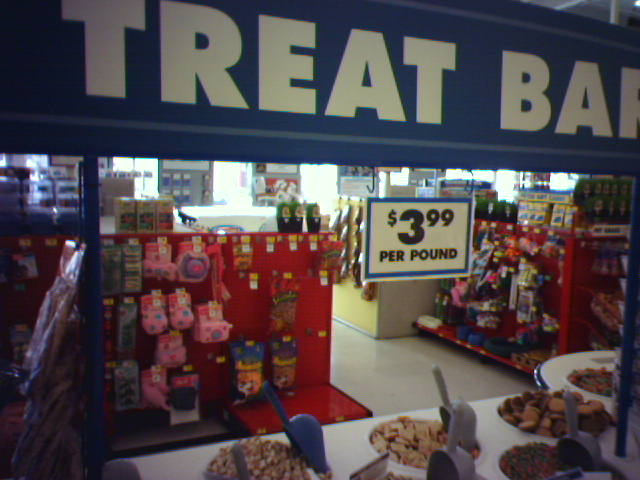 TREAT BAR
$3.99
PER POUND